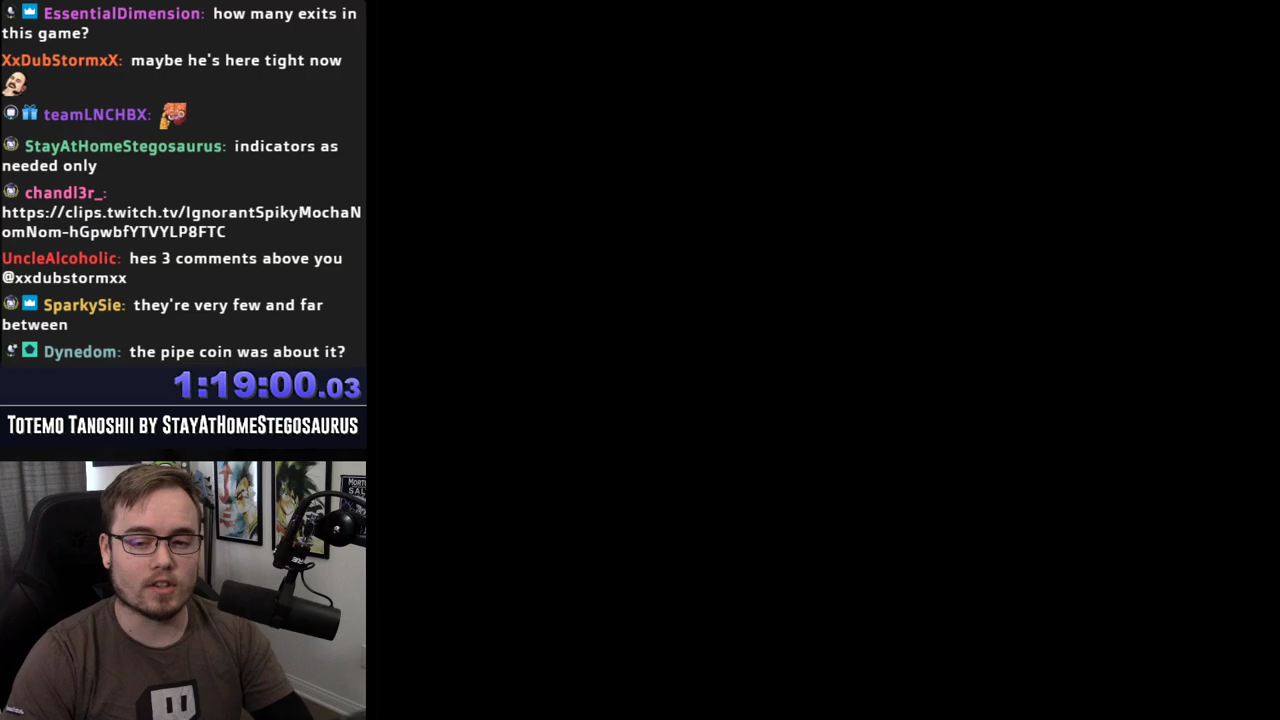 EssentialDimension: how many exits in
this game?
XxDubStormxX: maybe he's here tight now
teamLNCHBX:
StayAtHomeStegosaurus: indicators as
needed only
chandl3r_:
https://clips.twitch.tv/IgnorantSpikyMochaN
omNom-hGpwbfYTVYLP8FTC
UncleAlcoholic: hes 3 comments above you
@xxdubstormxx
SparkySie: they're very few and far
between
Dynedom: the pipe coin was about it?
1:19:00.03
Totemo Tanoshii by StayAtHomeStegosaurus